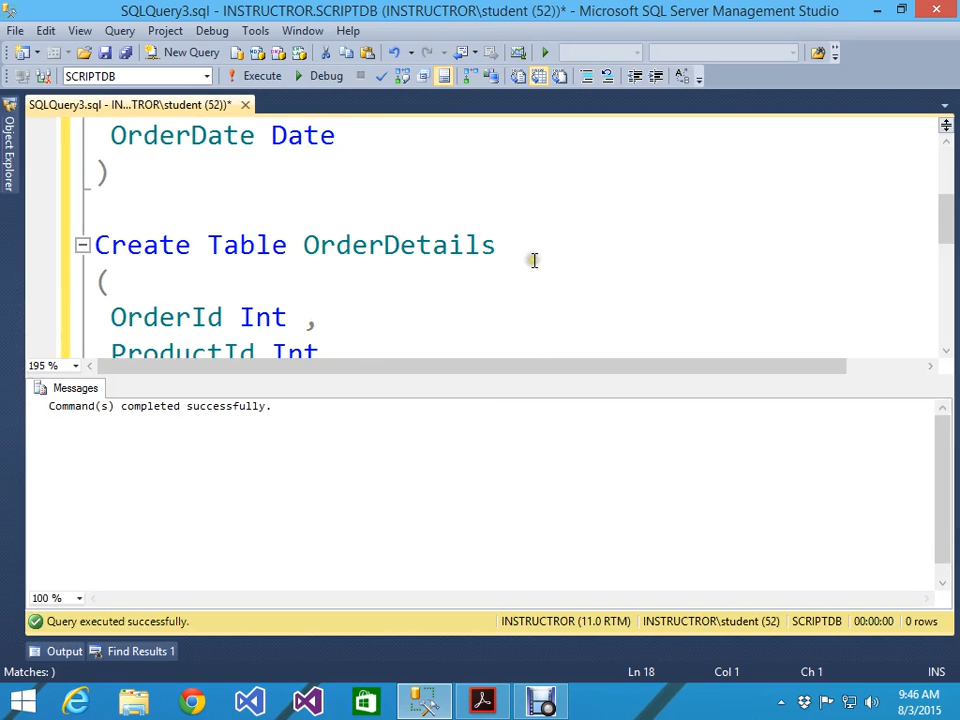 SQLQuery3.sql - INSTRUCTROR.SCRIPTDB (INSTRUCTROR\student (52))* - Microsoft SQL Server Management Studio
File Edit View Query Project Debug Tools Window Help
New Query
SCRIPTDB Execute Debug
SQLQuery3.sql - IN...TROR\student (52))*
Object Explorer
OrderDate Date
)
Create Table OrderDetails
(
OrderId Int ,
ProductId Int
195 %
Messages
Command(s) completed successfully.
100 %
Query executed successfully. INSTRUCTROR (11.0 RTM) INSTRUCTROR\student (52) SCRIPTDB 00:00:00 0 rows
Output Find Results 1
Matches: ) Ln 18 Col 1 Ch 1 INS
9:46 AM
8/3/2015